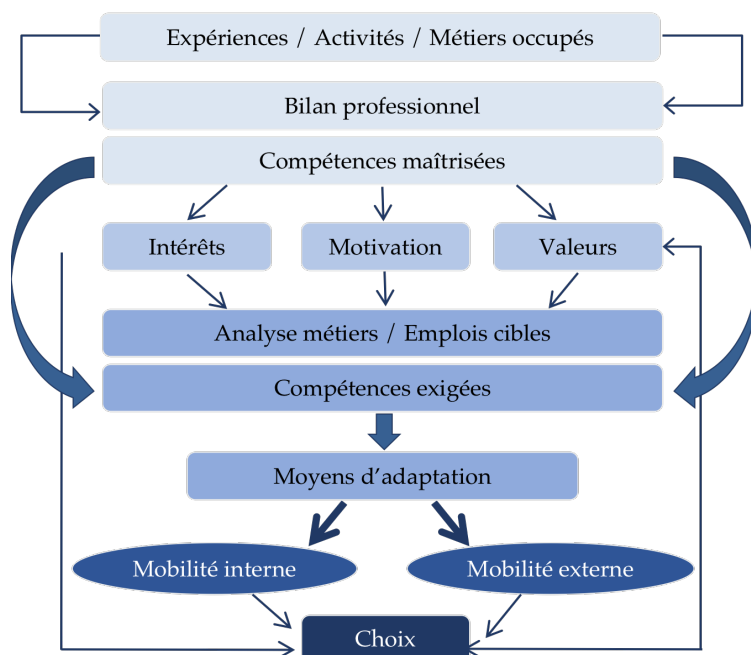 Expériences / Activités / Métiers occupés
Bilan professionnel
Compétences maîtrisées
Intérêts
Motivation
Valeurs
Analyse métiers / Emplois cibles
Compétences exigées
Moyens d'adaptation
Mobilité interne
Mobilité externe
Choix